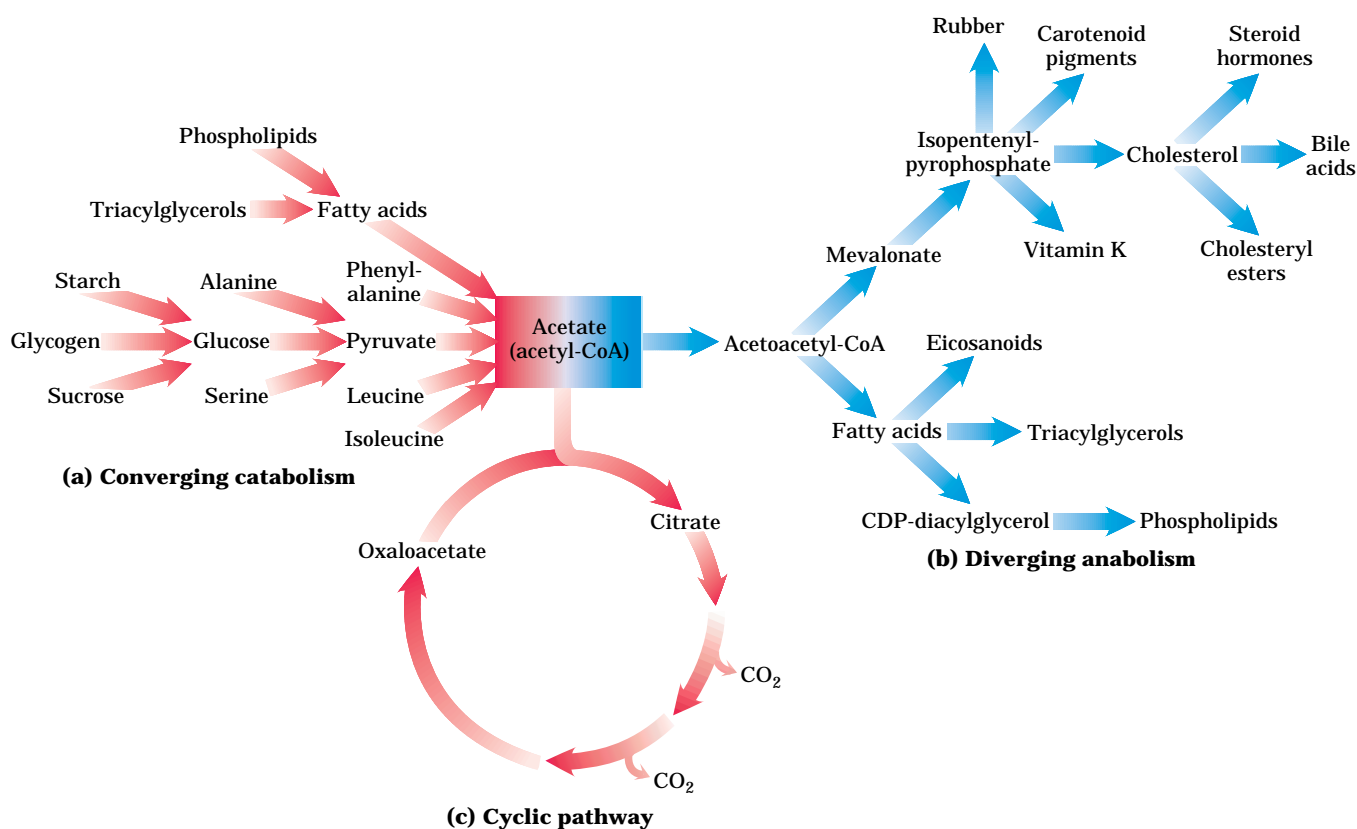 Rubber
Carotenoid
pigments
Steroid
hormones
Phospholipids
Isopentenyl-
pyrophosphate
Cholesterol
Bile
acids
Triacylglycerols
Fatty acids
Mevalonate
Vitamin K
Cholesteryl
esters
Starch
Alanine
Phenyl-
alanine
Glycogen
Glucose
Pyruvate
Acetate
(acetyl-CoA)
Acetoacetyl-CoA
Eicosanoids
Sucrose
Serine
Leucine
Isoleucine
Fatty acids
Triacylglycerols
(a) Converging catabolism
CDP-diacylglycerol
Phospholipids
(b) Diverging anabolism
Citrate
Oxaloacetate
CO2
CO2
(c) Cyclic pathway